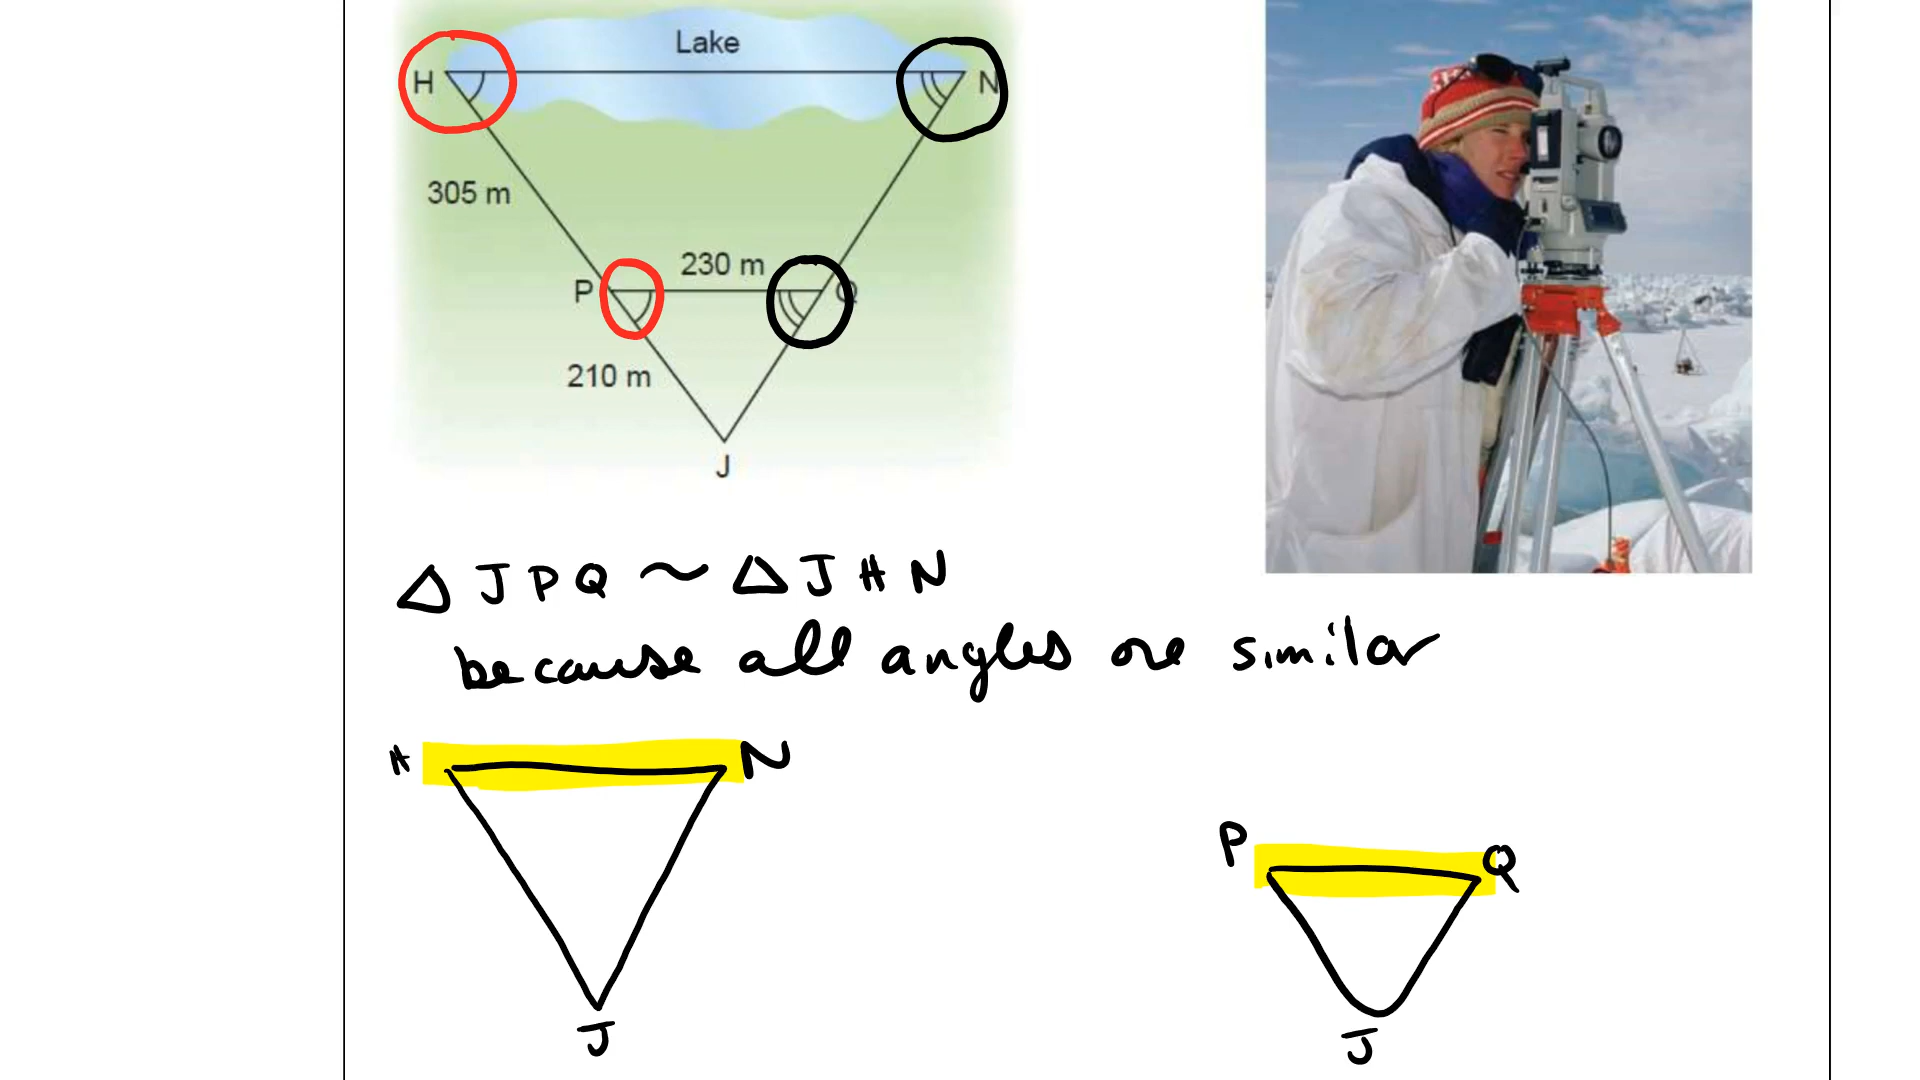 Lake
H N
305 m
230 m
P Q
210 m
J
△ JPQ ~ △ JHN
because all angles are similar
H N
P Q
J
J